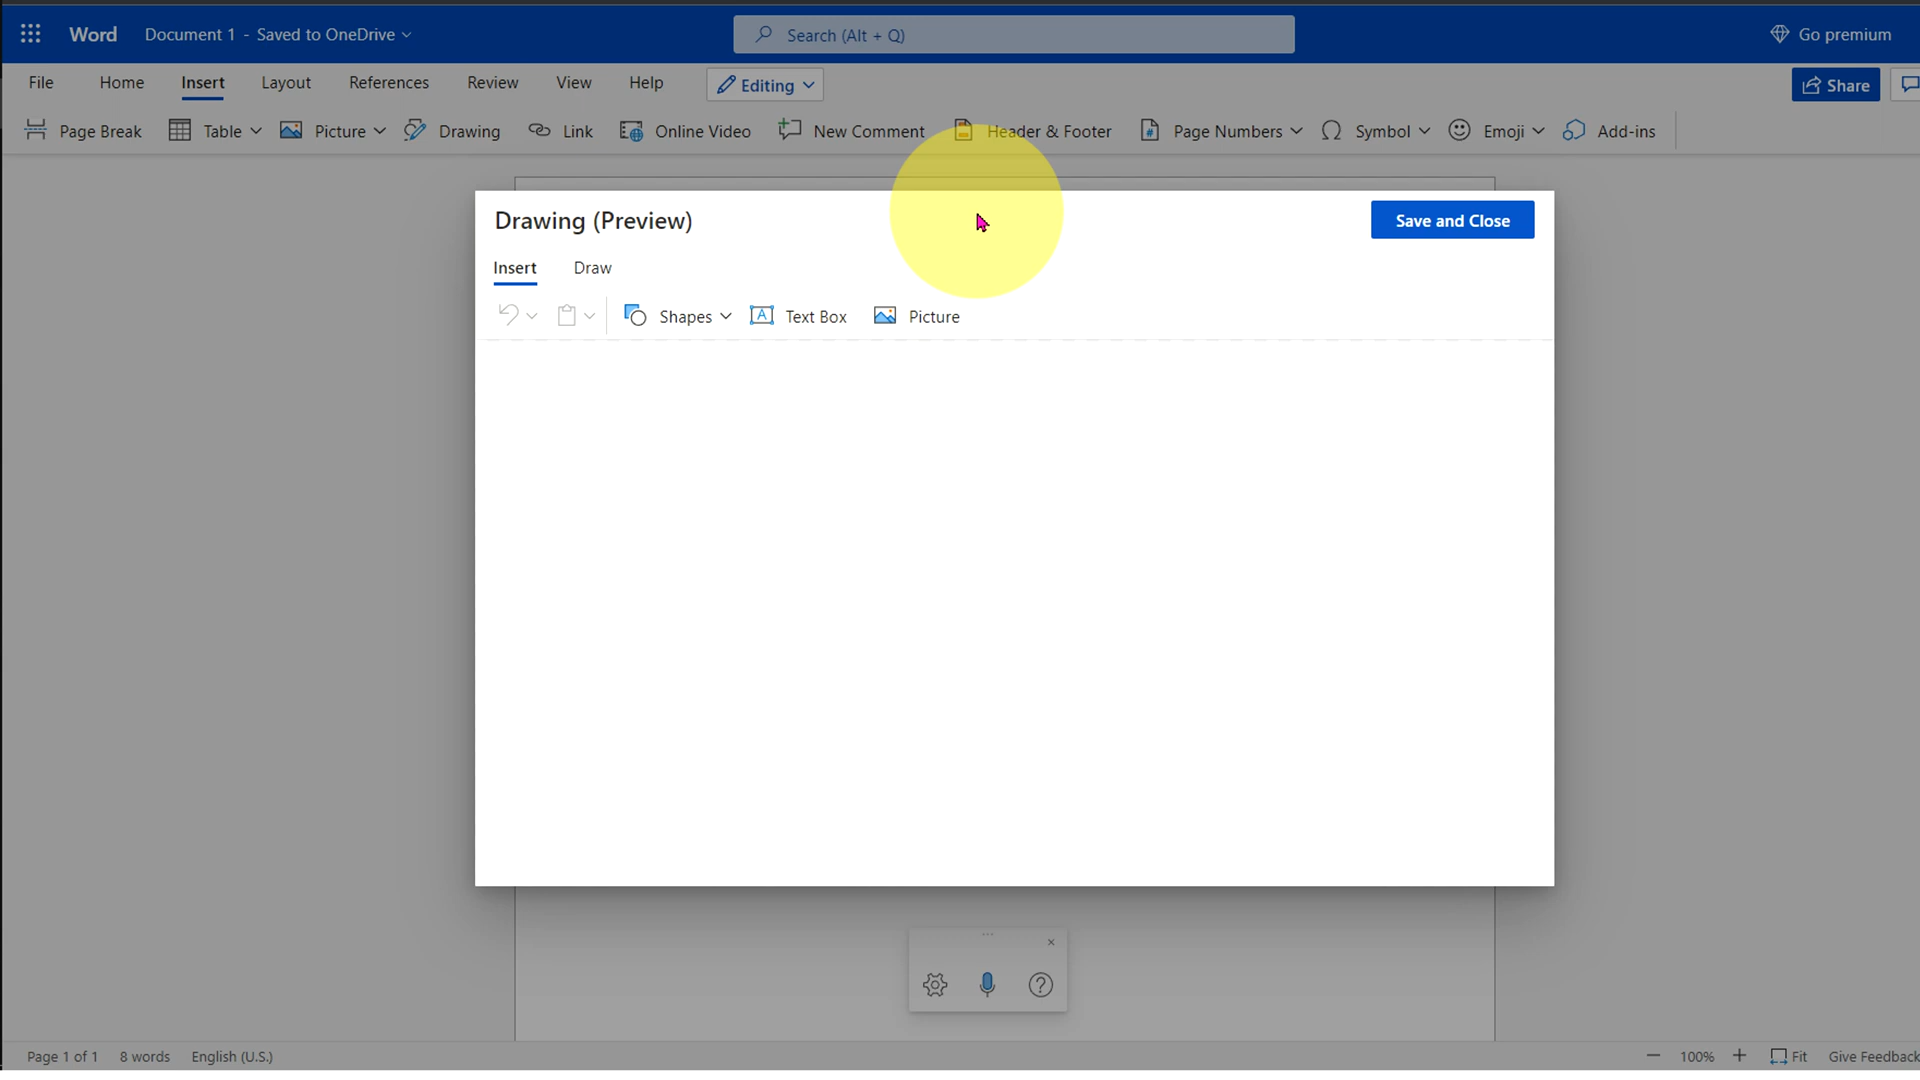 Word Document 1 - Saved to OneDrive Search (Alt + Q) Go premium
File Home Insert Layout References Review View Help Editing Share
Page Break Table Picture Drawing Link Online Video New Comment Header & Footer Page Numbers Symbol Emoji Add-ins
Drawing (Preview) Save and Close
Insert Draw
Shapes A Text Box Picture
Page 1 of 1 8 words English (U.S.) 100% Fit Give Feedback